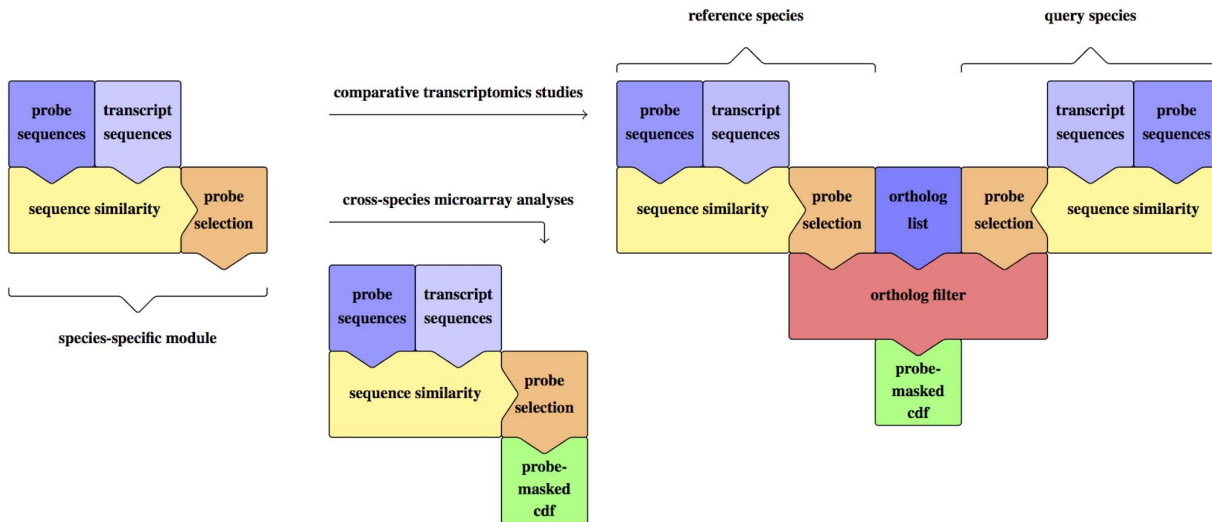 reference species
query species
probe
sequences
transcript
sequences
sequence similarity
probe
selection
species-specific module
comparative transcriptomics studies
cross-species microarray analyses
probe
sequences
transcript
sequences
sequence similarity
probe
selection
probe-
masked
cdf
probe
sequences
transcript
sequences
sequence similarity
probe
selection
ortholog
list
probe
selection
transcript
sequences
probe
sequences
sequence similarity
ortholog filter
probe-
masked
cdf